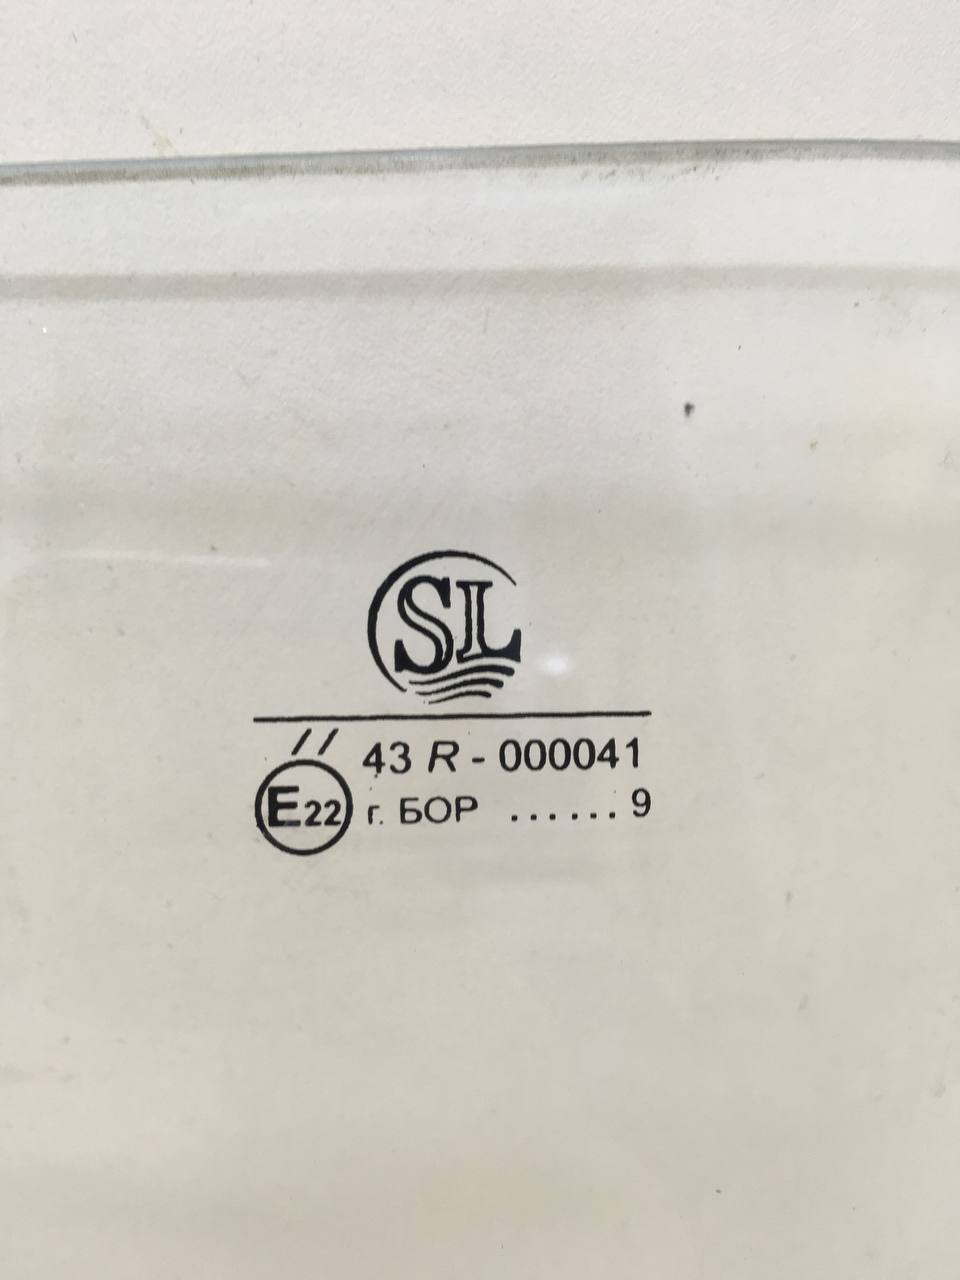 SL
//
43 R - 000041
E22 г. БОР ...... 9